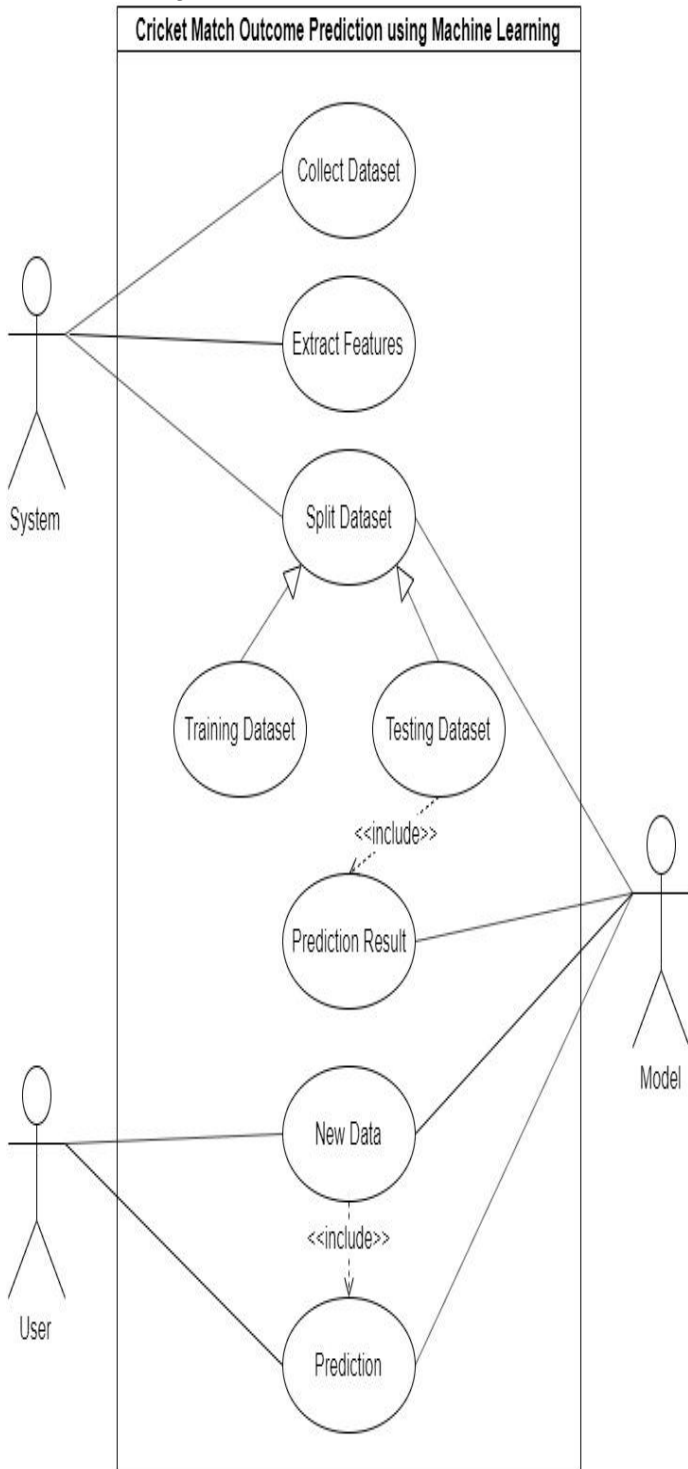 Cricket Match Outcome Prediction using Machine Learning
Collect Dataset
Extract Features
System
Split Dataset
Training Dataset
Testing Dataset
<<include>>
Prediction Result
Model
New Data
<<include>>
User
Prediction